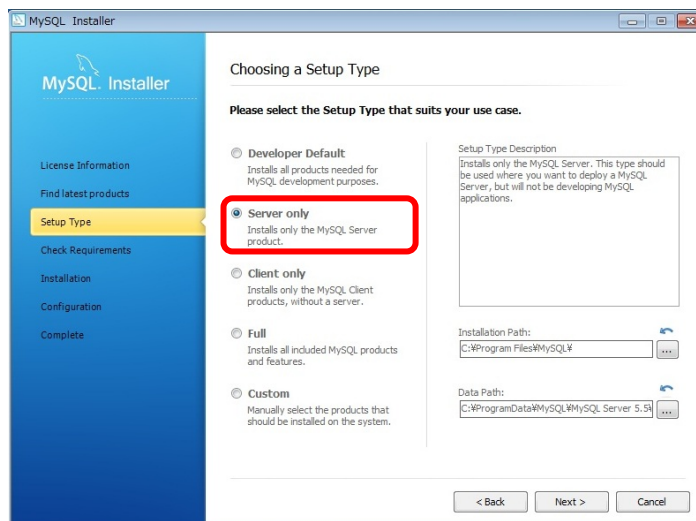 MySQL Installer
MySQL. Installer
License Information
Find latest products
Setup Type
Check Requirements
Installation
Configuration
Complete
Choosing a Setup Type
Please select the Setup Type that suits your use case.
Developer Default
Installs all products needed for
MySQL development purposes.
Server only
Installs only the MySQL Server
product.
Client only
Installs only the MySQL Client
products, without a server.
Full
Installs all included MySQL products
and features.
Custom
Manually select the products that
should be installed on the system.
Setup Type Description
Installs only the MySQL Server. This type should
be used where you want to deploy a MySQL
Server, but will not be developing MySQL
applications.
Installation Path:
C:¥Program Files¥MySQL¥
...
Data Path:
C:¥ProgramData¥MySQL¥MySQL Server 5.5¥
...
< Back
Next >
Cancel